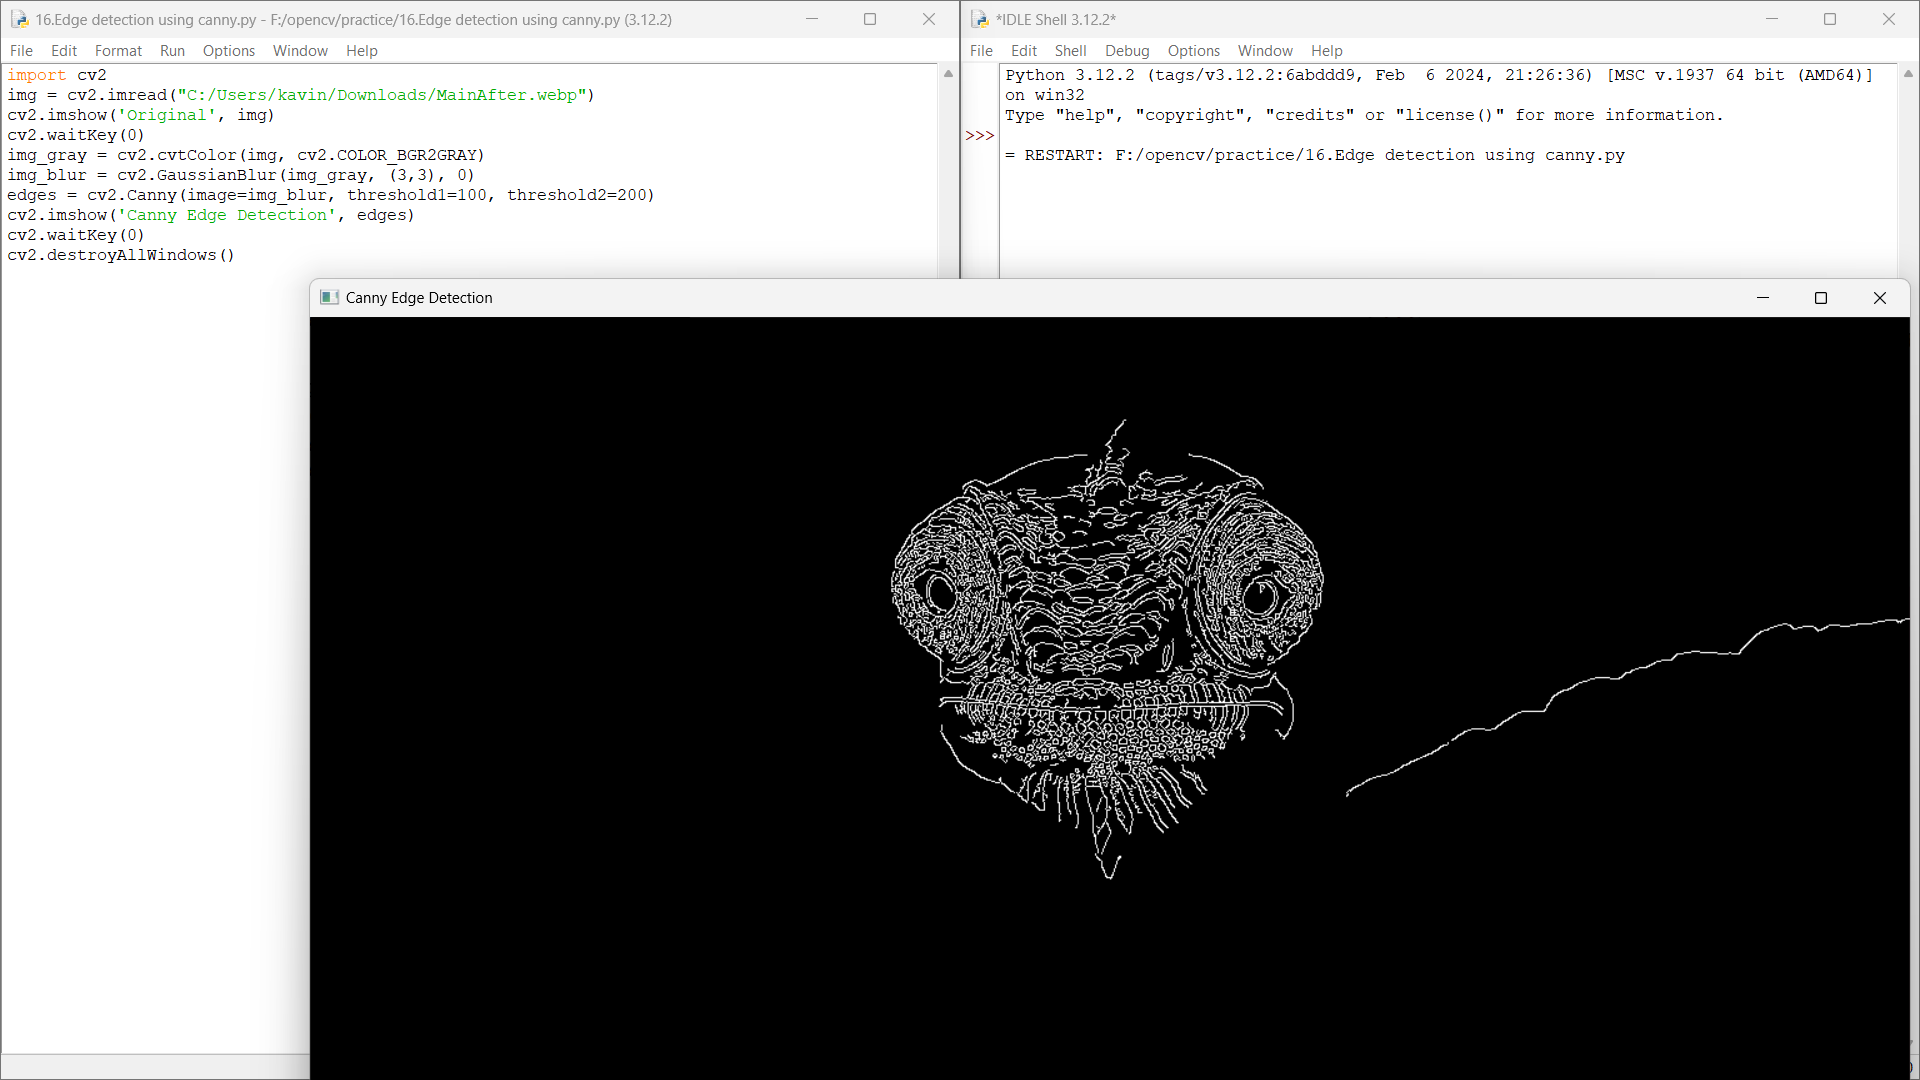 16.Edge detection using canny.py - F:/opencv/practice/16.Edge detection using canny.py (3.12.2)
File Edit Format Run Options Window Help
import cv2
img = cv2.imread("C:/Users/kavin/Downloads/MainAfter.webp")
cv2.imshow('Original', img)
cv2.waitKey(0)
img_gray = cv2.cvtColor(img, cv2.COLOR_BGR2GRAY)
img_blur = cv2.GaussianBlur(img_gray, (3,3), 0)
edges = cv2.Canny(image=img_blur, threshold1=100, threshold2=200)
cv2.imshow('Canny Edge Detection', edges)
cv2.waitKey(0)
cv2.destroyAllWindows()
*IDLE Shell 3.12.2*
File Edit Shell Debug Options Window Help
Python 3.12.2 (tags/v3.12.2:6abddd9, Feb  6 2024, 21:26:36) [MSC v.1937 64 bit (AMD64)]
on win32
Type "help", "copyright", "credits" or "license()" for more information.
>>>
= RESTART: F:/opencv/practice/16.Edge detection using canny.py
Canny Edge Detection